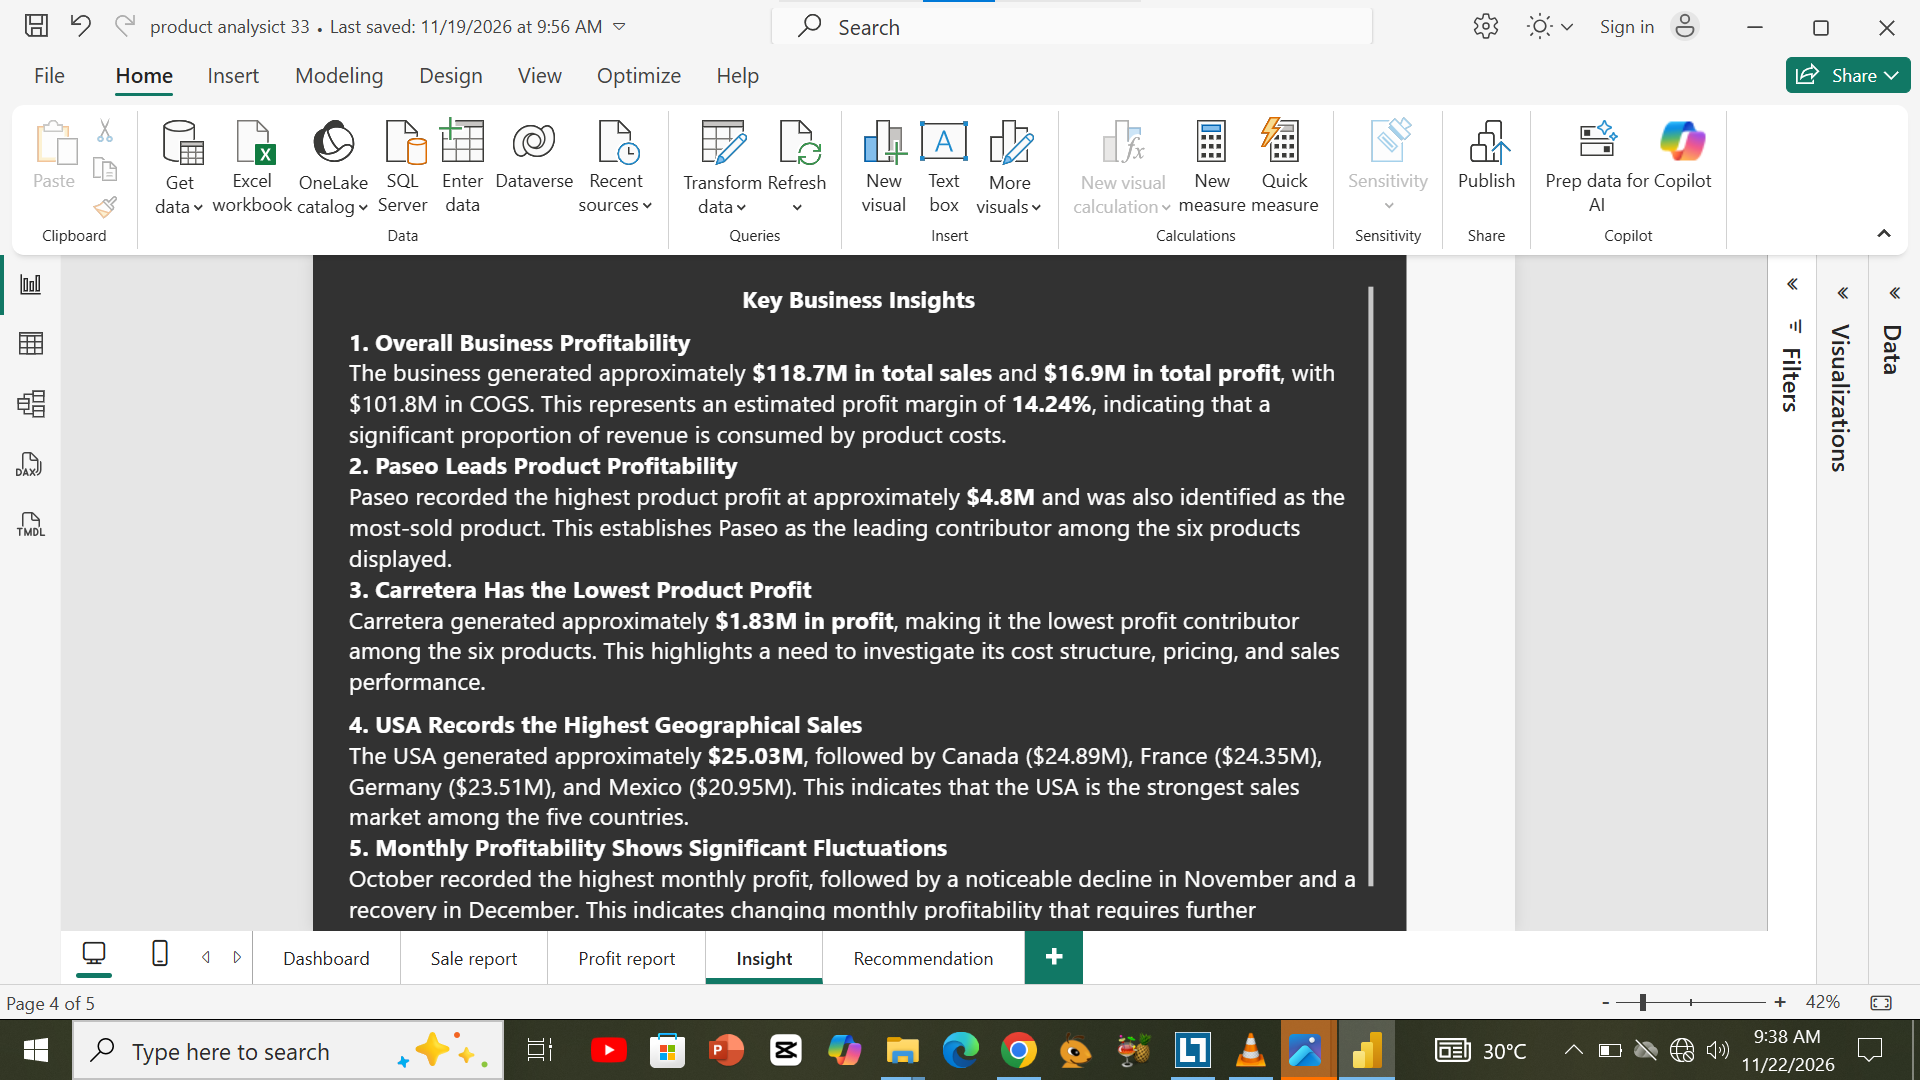 product analysict 33 • Last saved: 11/19/2026 at 9:56 AM
Search
Sign in
File Home Insert Modeling Design View Optimize Help
Share
Paste
Clipboard
Get data
Excel workbook
OneLake catalog
SQL Server
Enter data
Dataverse
Recent sources
Data
Transform data
Refresh
Queries
New visual
A
Text box
More visuals
Insert
New visual calculation
New measure
Quick measure
Calculations
Sensitivity
Sensitivity
Publish
Share
Prep data for AI
Copilot
Copilot
DAX
TMDL
Key Business Insights
1. Overall Business Profitability
The business generated approximately $118.7M in total sales and $16.9M in total profit, with
$101.8M in COGS. This represents an estimated profit margin of 14.24%, indicating that a
significant proportion of revenue is consumed by product costs.
2. Paseo Leads Product Profitability
Paseo recorded the highest product profit at approximately $4.8M and was also identified as the
most-sold product. This establishes Paseo as the leading contributor among the six products
displayed.
3. Carretera Has the Lowest Product Profit
Carretera generated approximately $1.83M in profit, making it the lowest profit contributor
among the six products. This highlights a need to investigate its cost structure, pricing, and sales
performance.
4. USA Records the Highest Geographical Sales
The USA generated approximately $25.03M, followed by Canada ($24.89M), France ($24.35M),
Germany ($23.51M), and Mexico ($20.95M). This indicates that the USA is the strongest sales
market among the five countries.
5. Monthly Profitability Shows Significant Fluctuations
October recorded the highest monthly profit, followed by a noticeable decline in November and a
recovery in December. This indicates changing monthly profitability that requires further
Filters
Visualizations
Data
Dashboard Sale report Profit report Insight Recommendation
Page 4 of 5
- + 42%
Type here to search
30°C
9:38 AM
11/22/2026